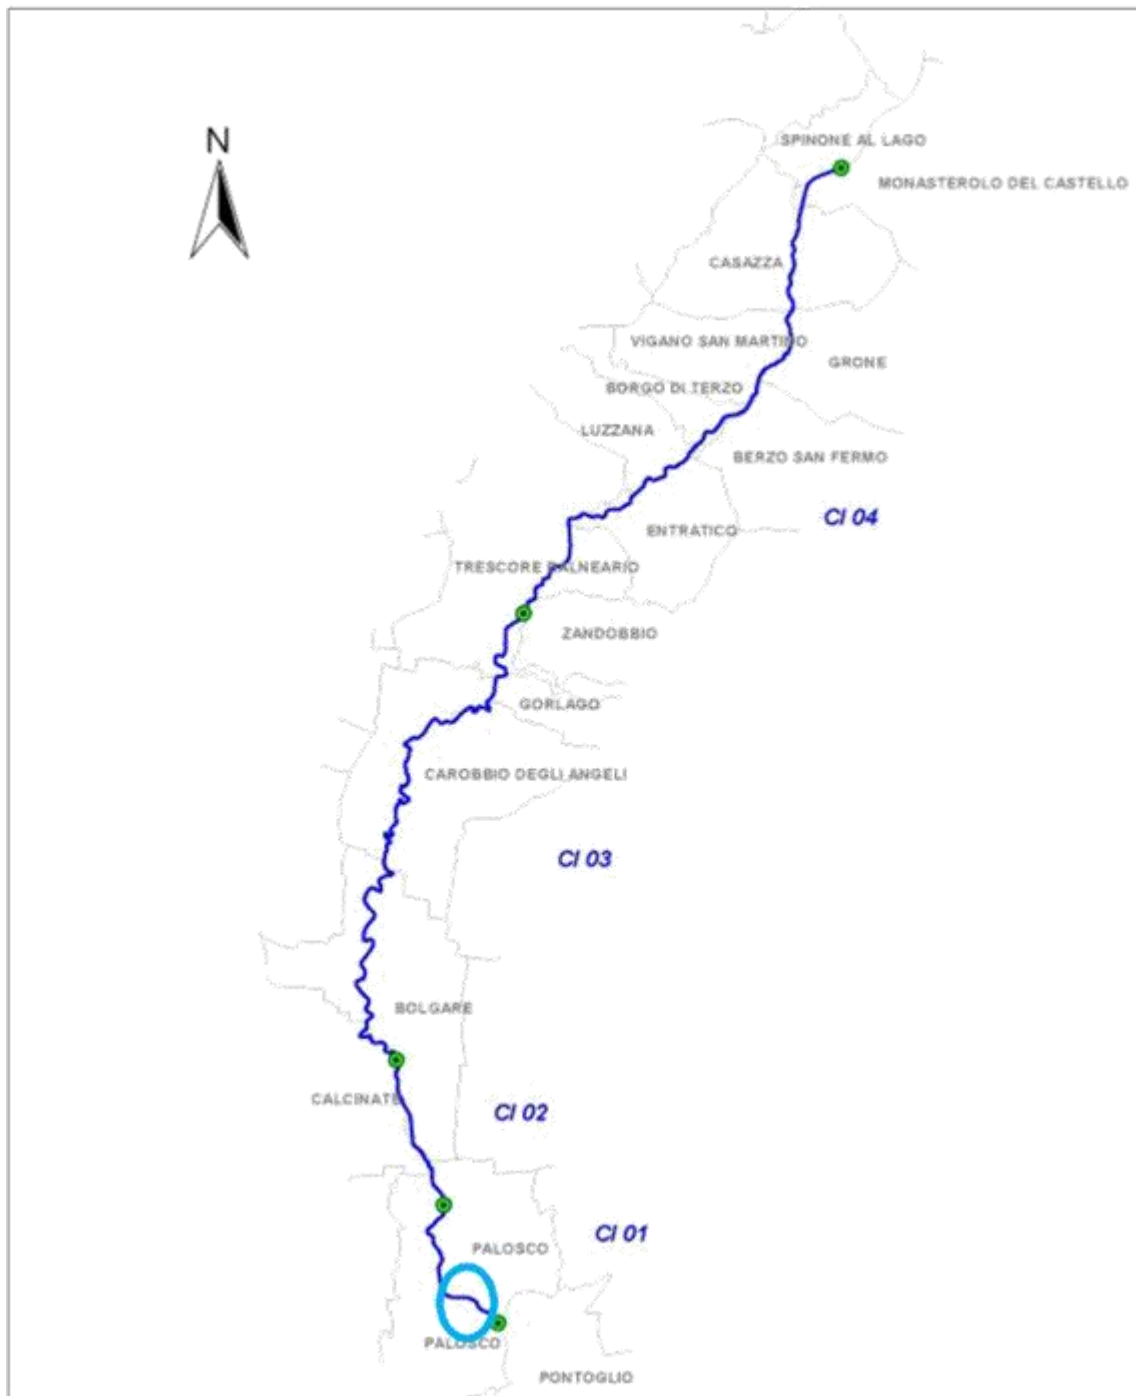 N
SPINONE AL LAGO
MONASTEROLO DEL CASTELLO
CASAZZA
VIGANO SAN MARTINO
GRONE
BORGO DI TERZO
LUZZANA
BERZO SAN FERMO
CI 04
ENTRATICO
TRESCORE BALNEARIO
ZANDOBBIO
GORLAGO
CAROBBIO DEGLI ANGELI
CI 03
BOLGARE
CALCINATE
CI 02
CI 01
PALOSCO
PALOSCO
PONTOGLIO